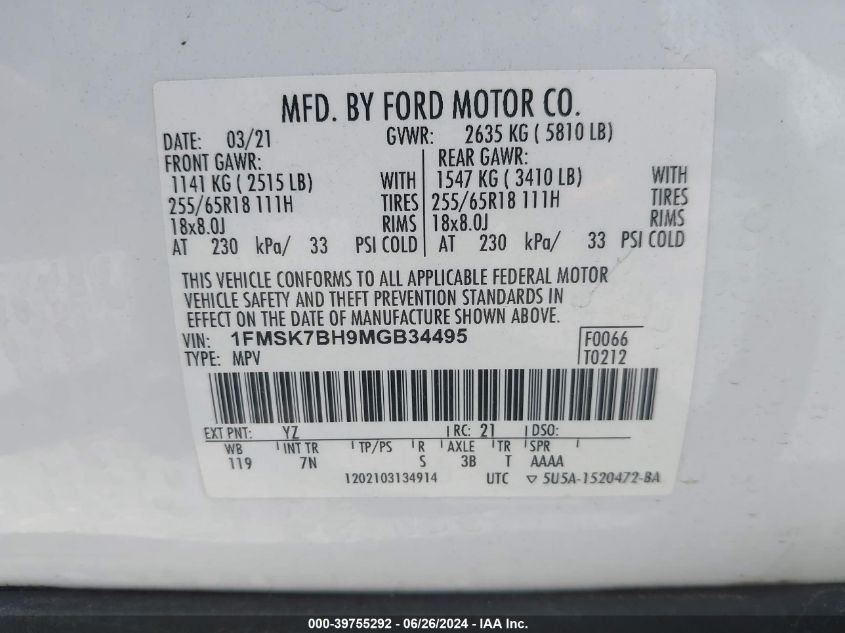 MFD. BY FORD MOTOR CO.
DATE: 03/21 GVWR: 2635 KG ( 5810 LB)
FRONT GAWR: REAR GAWR:
1141 KG ( 2515 LB) WITH 1547 KG ( 3410 LB) WITH
255/65R18 111H TIRES 255/65R18 111H TIRES
18x8.0J RIMS 18x8.0J RIMS
AT 230 kPa/ 33 PSI COLD AT 230 kPa/ 33 PSI COLD
THIS VEHICLE CONFORMS TO ALL APPLICABLE FEDERAL MOTOR
VEHICLE SAFETY AND THEFT PREVENTION STANDARDS IN
EFFECT ON THE DATE OF MANUFACTURE SHOWN ABOVE.
VIN: 1FMSK7BH9MGB34495 F0066
TYPE: MPV T0212
EXT PNT: YZ RC: 21 DSO:
WB INT TR TP/PS R AXLE TR SPR
119 7N S 3B T AAAA
1202103134914 UTC ▽ 5U5A-1520472-BA
000-39755292 - 06/26/2024 - IAA Inc.